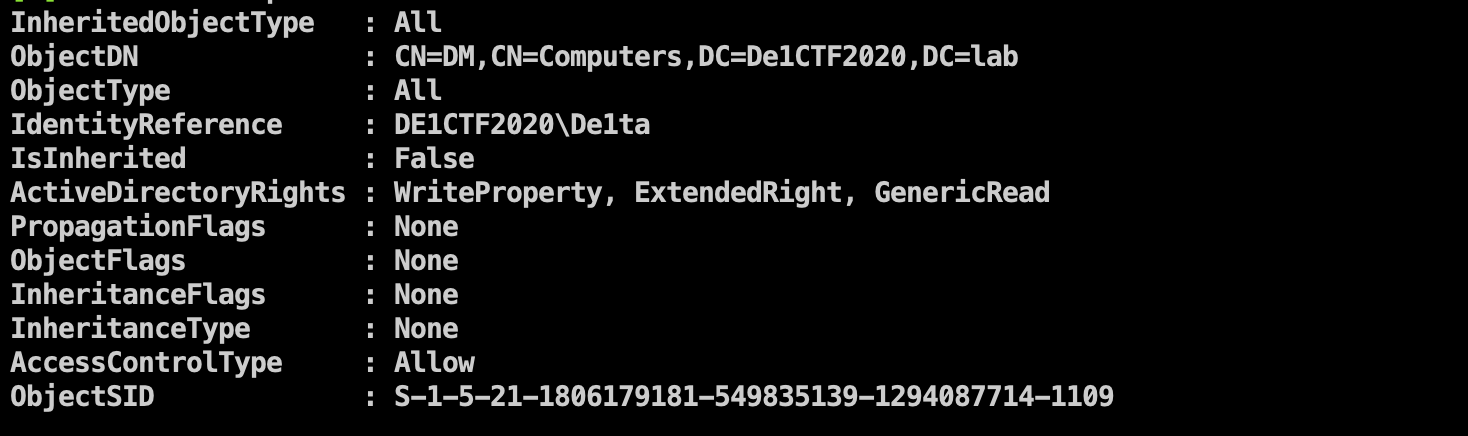 InheritedObjectType   : All
ObjectDN              : CN=DM,CN=Computers,DC=De1CTF2020,DC=lab
ObjectType            : All
IdentityReference     : DE1CTF2020\De1ta
IsInherited           : False
ActiveDirectoryRights : WriteProperty, ExtendedRight, GenericRead
PropagationFlags      : None
ObjectFlags           : None
InheritanceFlags      : None
InheritanceType       : None
AccessControlType     : Allow
ObjectSID             : S-1-5-21-1806179181-549835139-1294087714-1109